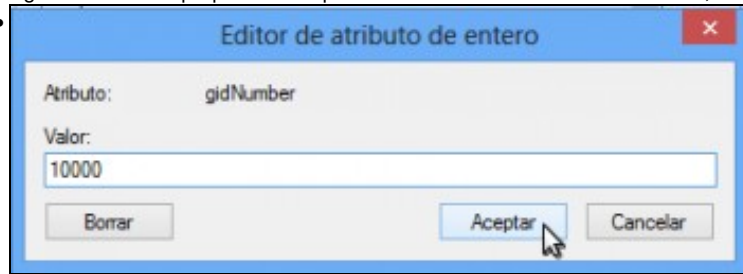 Editor de atributo de entero
Atributo: gidNumber
Valor:
10000
Borrar Aceptar Cancelar